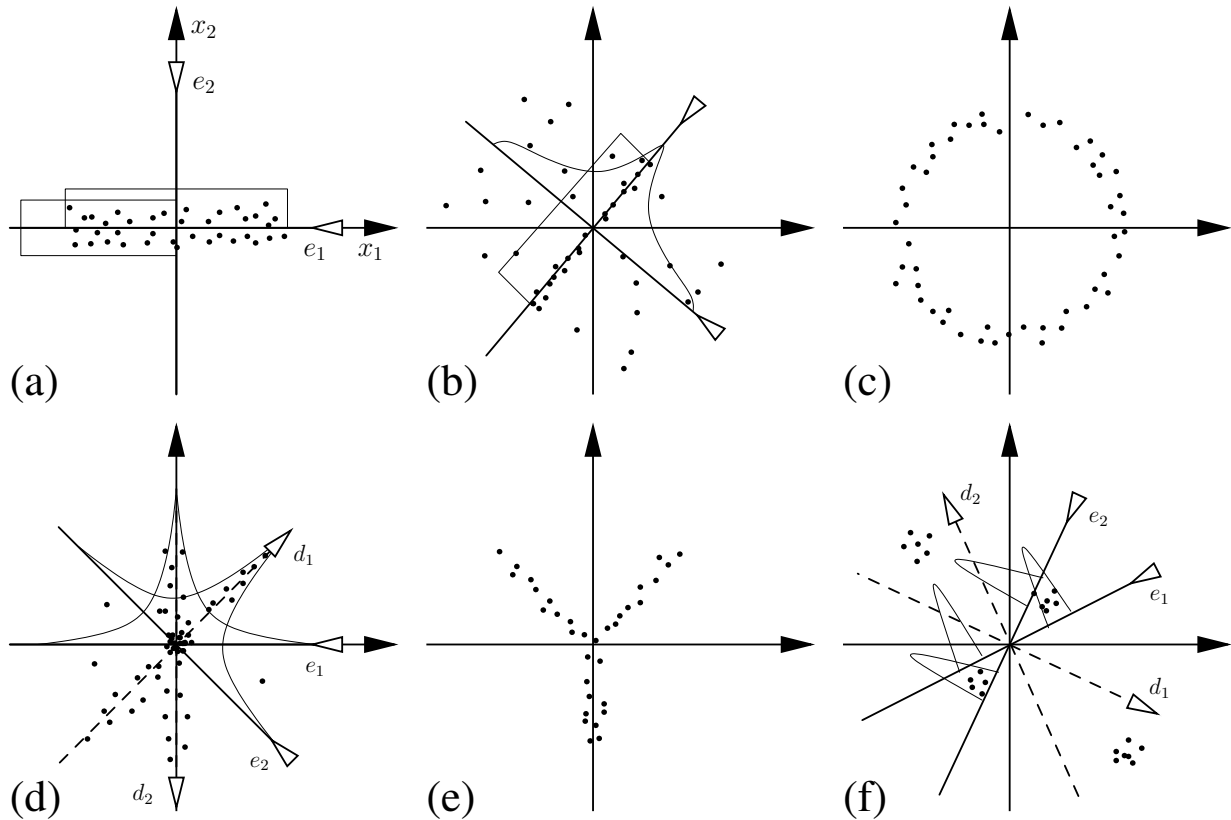 x₂
e₂
e₁ x₁
(a) (b) (c)
d₁
e₁
e₂
d₂
(d) (e)
d₂
e₂
e₁
d₁
(f)